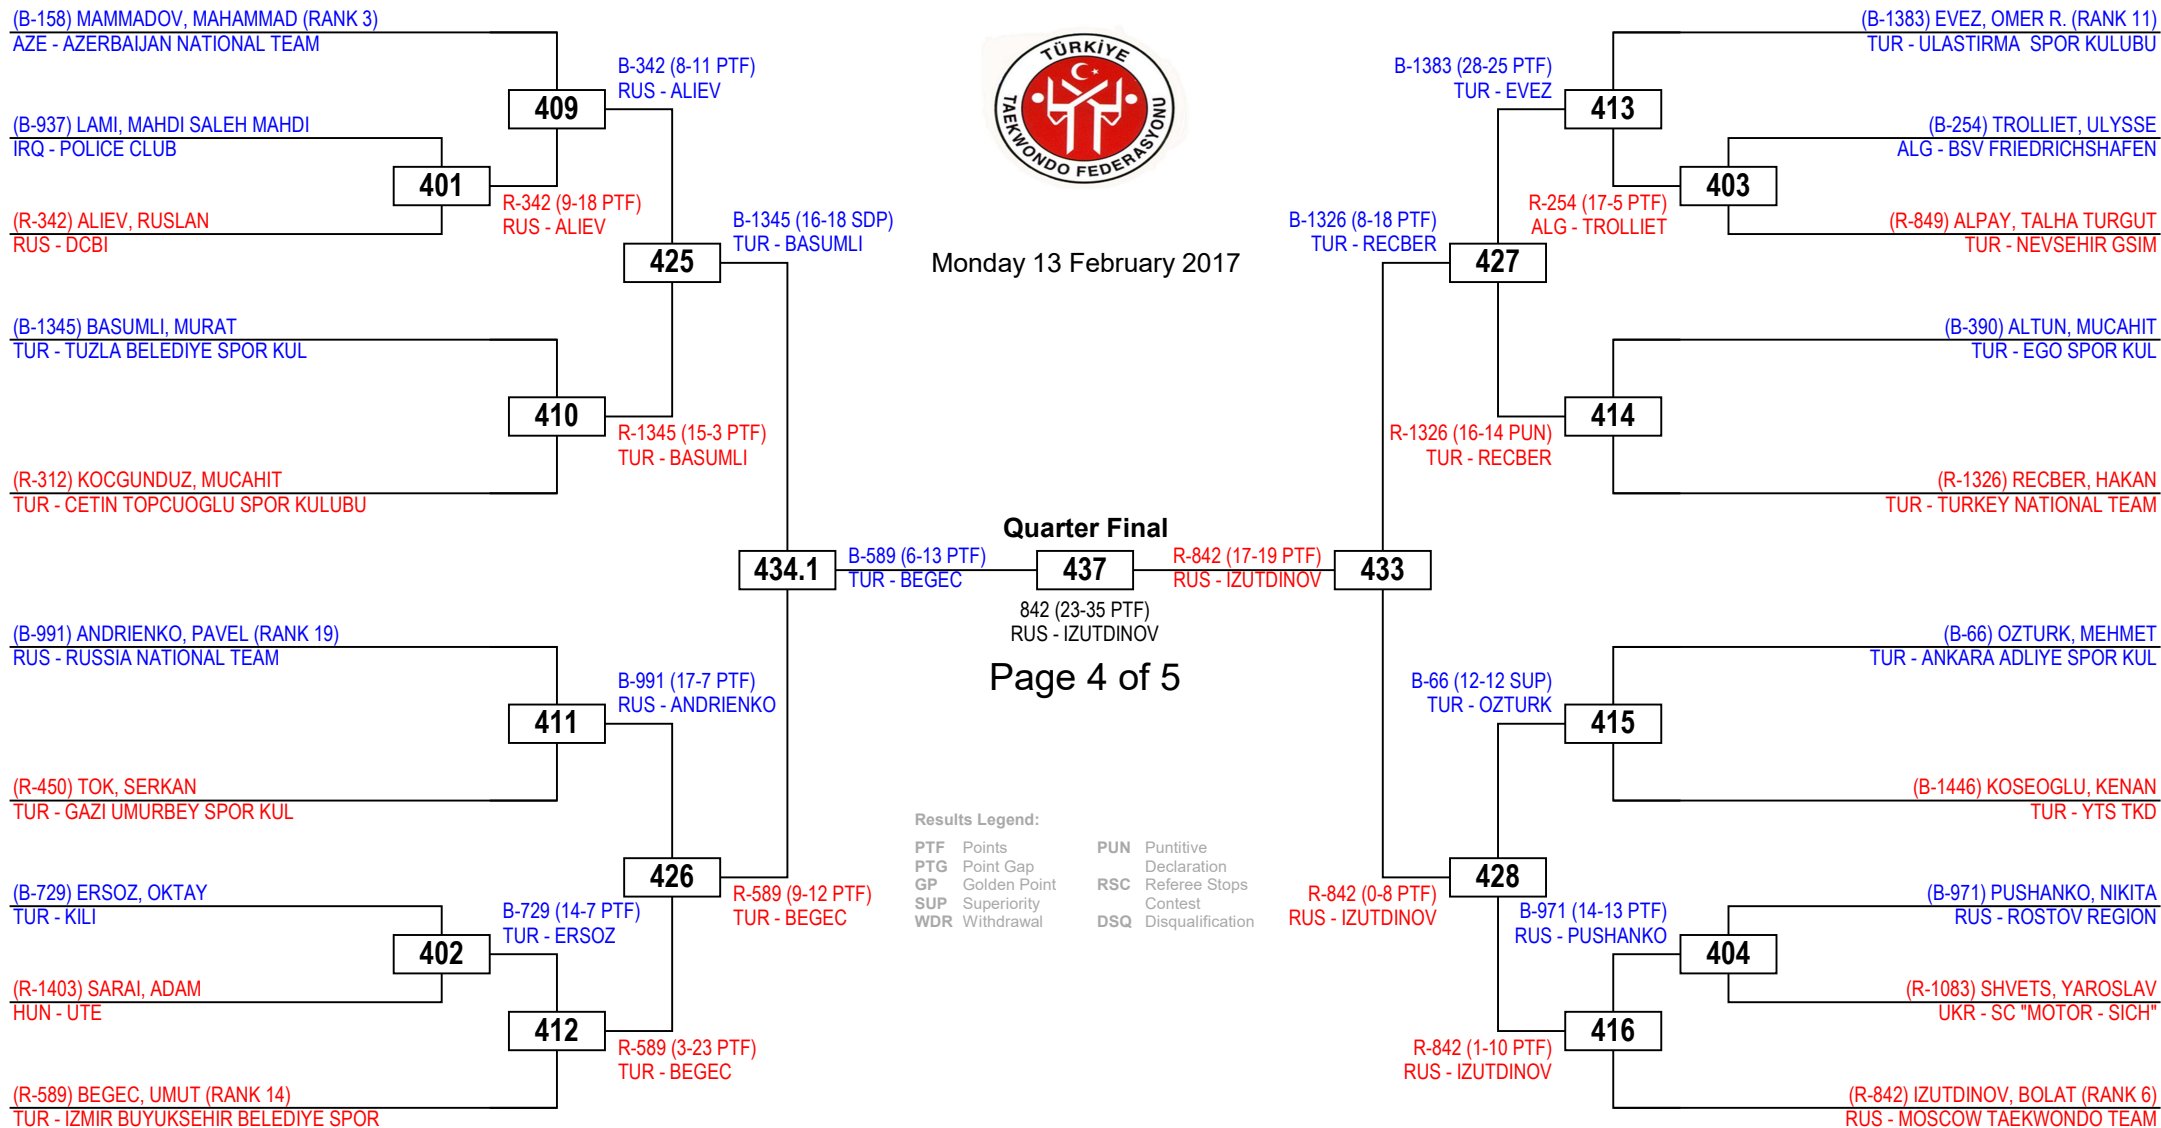 (B-158) MAMMADOV, MAHAMMAD (RANK 3)
AZE - AZERBAIJAN NATIONAL TEAM
(B-937) LAMI, MAHDI SALEH MAHDI
IRQ - POLICE CLUB
(R-342) ALIEV, RUSLAN
RUS - DCBI
(B-1345) BASUMLI, MURAT
TUR - TUZLA BELEDIYE SPOR KUL
(R-312) KOCGUNDUZ, MUCAHIT
TUR - CETIN TOPCUOGLU SPOR KULUBU
(B-991) ANDRIENKO, PAVEL (RANK 19)
RUS - RUSSIA NATIONAL TEAM
(R-450) TOK, SERKAN
TUR - GAZI UMURBEY SPOR KUL
(B-729) ERSOZ, OKTAY
TUR - KILI
(R-1403) SARAI, ADAM
HUN - UTE
(R-589) BEGEC, UMUT (RANK 14)
TUR - IZMIR BUYUKSEHIR BELEDIYE SPOR
401
402
R-342 (9-18 PTF)
RUS - ALIEV
B-729 (14-7 PTF)
TUR - ERSOZ
409
410
411
412
B-342 (8-11 PTF)
RUS - ALIEV
R-1345 (15-3 PTF)
TUR - BASUMLI
B-991 (17-7 PTF)
RUS - ANDRIENKO
R-589 (3-23 PTF)
TUR - BEGEC
425
426
B-1345 (16-18 SDP)
TUR - BASUMLI
R-589 (9-12 PTF)
TUR - BEGEC
434.1
B-589 (6-13 PTF)
TUR - BEGEC
TÜRKİYE
TAEKWONDO FEDERASYONU
Monday 13 February 2017
Quarter Final
437
842 (23-35 PTF)
RUS - IZUTDINOV
Page 4 of 5
Results Legend:
PTF Points
PTG Point Gap
GP Golden Point
SUP Superiority
WDR Withdrawal
PUN Puntitive
Declaration
RSC Referee Stops
Contest
DSQ Disqualification
R-842 (17-19 PTF)
RUS - IZUTDINOV
433
B-1326 (8-18 PTF)
TUR - RECBER
R-842 (0-8 PTF)
RUS - IZUTDINOV
427
428
B-1383 (28-25 PTF)
TUR - EVEZ
R-1326 (16-14 PUN)
TUR - RECBER
B-66 (12-12 SUP)
TUR - OZTURK
R-842 (1-10 PTF)
RUS - IZUTDINOV
413
414
415
416
R-254 (17-5 PTF)
ALG - TROLLIET
B-971 (14-13 PTF)
RUS - PUSHANKO
403
404
(B-1383) EVEZ, OMER R. (RANK 11)
TUR - ULASTIRMA  SPOR KULUBU
(B-254) TROLLIET, ULYSSE
ALG - BSV FRIEDRICHSHAFEN
(R-849) ALPAY, TALHA TURGUT
TUR - NEVSEHIR GSIM
(B-390) ALTUN, MUCAHIT
TUR - EGO SPOR KUL
(R-1326) RECBER, HAKAN
TUR - TURKEY NATIONAL TEAM
(B-66) OZTURK, MEHMET
TUR - ANKARA ADLIYE SPOR KUL
(B-1446) KOSEOGLU, KENAN
TUR - YTS TKD
(B-971) PUSHANKO, NIKITA
RUS - ROSTOV REGION
(R-1083) SHVETS, YAROSLAV
UKR - SC "MOTOR - SICH"
(R-842) IZUTDINOV, BOLAT (RANK 6)
RUS - MOSCOW TAEKWONDO TEAM